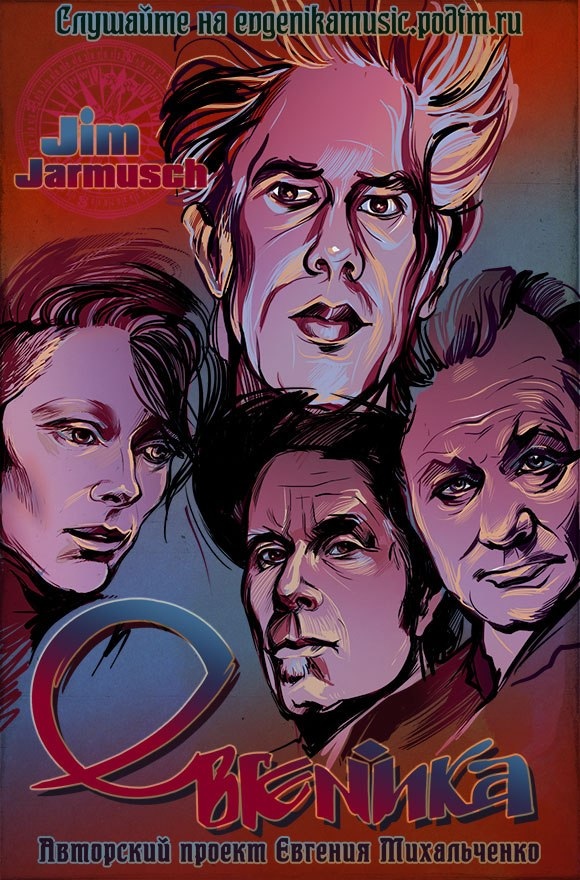 Слушайте на evgenikamusic.podfm.ru
Jim
Jarmusch
Евгеника
Авторский проект Евгения Михальченко